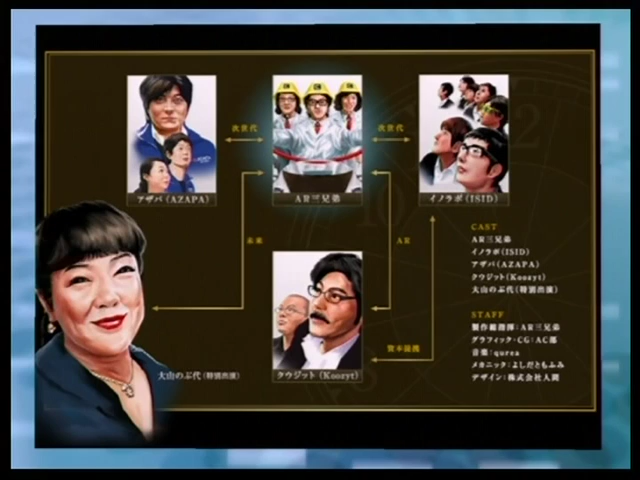 次世代
次世代
アザパ(AZAPA)
AR三兄弟
イノラボ(ISID)
未来
AR
CAST
AR三兄弟
イノラボ(ISID)
アザパ(AZAPA)
クウジット(Koozyt)
大山のぶ代(特別出演)
STAFF
製作総指揮:AR三兄弟
グラフィック・CG:AC部
音楽:qurea
メカニック:よしだともふみ
デザイン:株式会社人間
資本提携
大山のぶ代(特別出演)
クウジット(Koozyt)